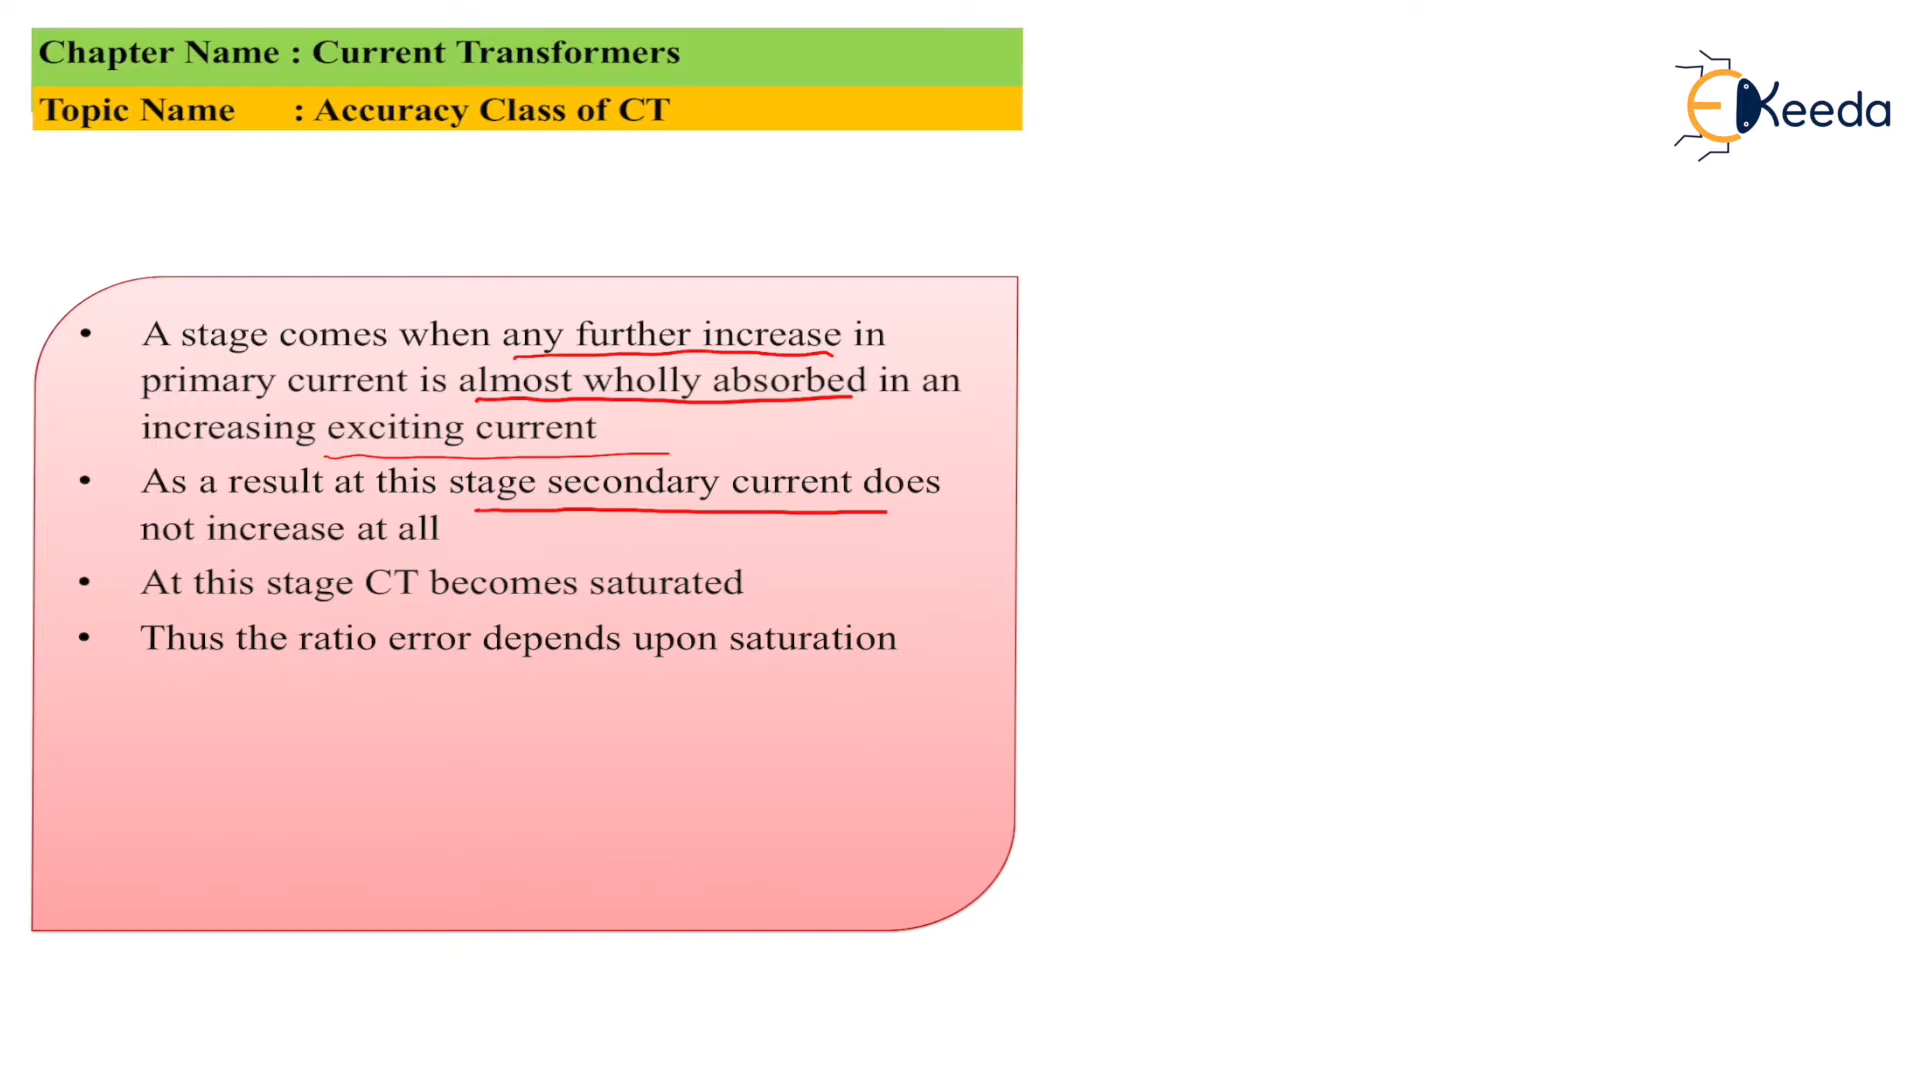 Chapter Name : Current Transformers
Topic Name : Accuracy Class of CT
EKeeda
• A stage comes when any further increase in
primary current is almost wholly absorbed in an
increasing exciting current
• As a result at this stage secondary current does
not increase at all
• At this stage CT becomes saturated
• Thus the ratio error depends upon saturation